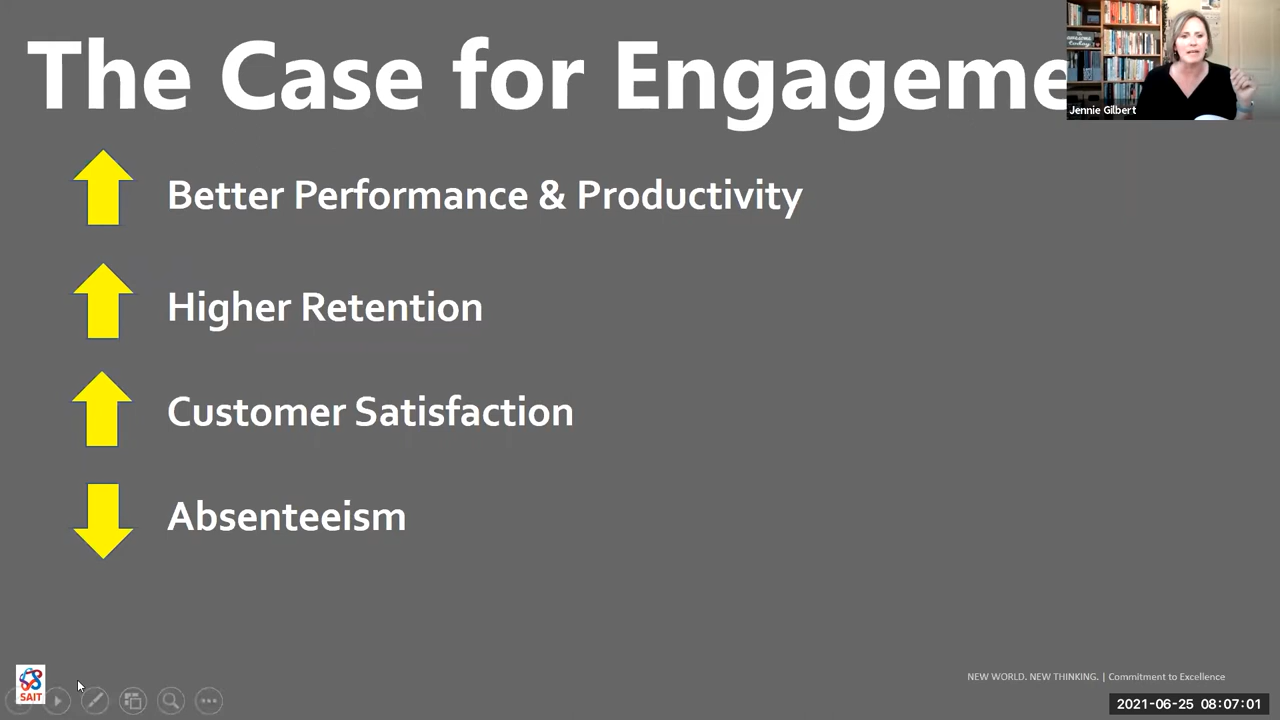 The Case for Engageme
Jennie Gilbert
Better Performance & Productivity
Higher Retention
Customer Satisfaction
Absenteeism
SAIT
NEW WORLD. NEW THINKING. | Commitment to Excellence
2021-06-25 08:07:01